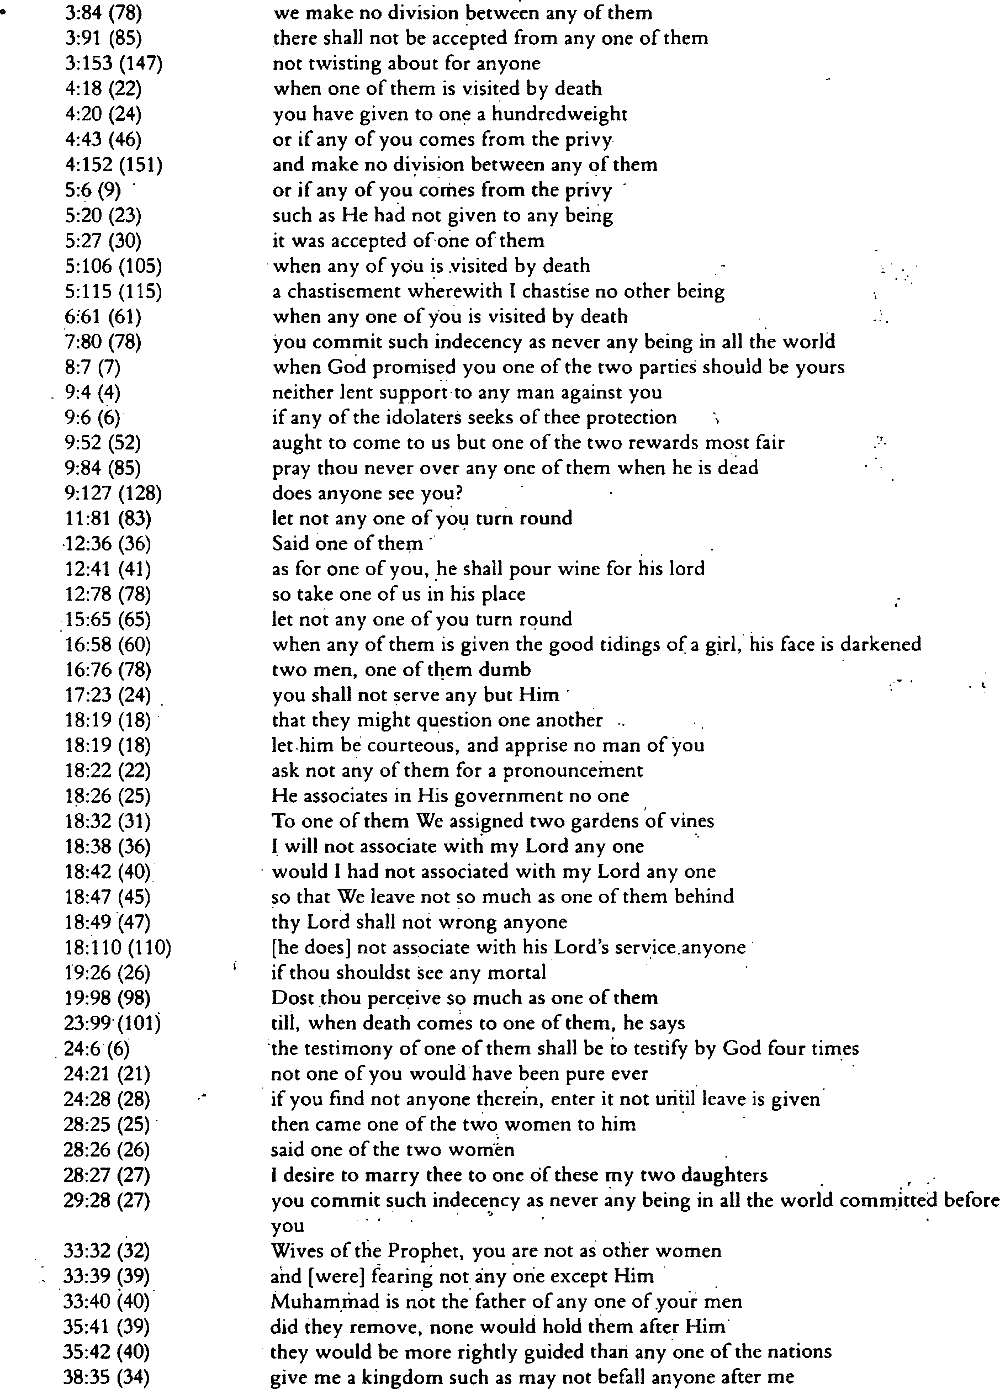 3:84 (78) we make no division between any of them
3:91 (85) there shall not be accepted from any one of them
3:153 (147) not twisting about for anyone
4:18 (22) when one of them is visited by death
4:20 (24) you have given to one a hundredweight
4:43 (46) or if any of you comes from the privy
4:152 (151) and make no division between any of them
5:6 (9) or if any of you comes from the privy
5:20 (23) such as He had not given to any being
5:27 (30) it was accepted of one of them
5:106 (105) when any of you is visited by death
5:115 (115) a chastisement wherewith I chastise no other being
6:61 (61) when any one of you is visited by death
7:80 (78) you commit such indecency as never any being in all the world
8:7 (7) when God promised you one of the two parties should be yours
9:4 (4) neither lent support to any man against you
9:6 (6) if any of the idolaters seeks of thee protection
9:52 (52) aught to come to us but one of the two rewards most fair
9:84 (85) pray thou never over any one of them when he is dead
9:127 (128) does anyone see you?
11:81 (83) let not any one of you turn round
12:36 (36) Said one of them
12:41 (41) as for one of you, he shall pour wine for his lord
12:78 (78) so take one of us in his place
15:65 (65) let not any one of you turn round
16:58 (60) when any of them is given the good tidings of a girl, his face is darkened
16:76 (78) two men, one of them dumb
17:23 (24) you shall not serve any but Him
18:19 (18) that they might question one another
18:19 (18) let him be courteous, and apprise no man of you
18:22 (22) ask not any of them for a pronouncement
18:26 (25) He associates in His government no one
18:32 (31) To one of them We assigned two gardens of vines
18:38 (36) I will not associate with my Lord any one
18:42 (40) would I had not associated with my Lord any one
18:47 (45) so that We leave not so much as one of them behind
18:49 (47) thy Lord shall not wrong anyone
18:110 (110) [he does] not associate with his Lord's service anyone
19:26 (26) if thou shouldst see any mortal
19:98 (98) Dost thou perceive so much as one of them
23:99 (101) till, when death comes to one of them, he says
24:6 (6) the testimony of one of them shall be to testify by God four times
24:21 (21) not one of you would have been pure ever
24:28 (28) if you find not anyone therein, enter it not until leave is given
28:25 (25) then came one of the two women to him
28:26 (26) said one of the two women
28:27 (27) I desire to marry thee to one of these my two daughters
29:28 (27) you commit such indecency as never any being in all the world committed before
you
33:32 (32) Wives of the Prophet, you are not as other women
33:39 (39) and [were] fearing not any one except Him
33:40 (40) Muhammad is not the father of any one of your men
35:41 (39) did they remove, none would hold them after Him
35:42 (40) they would be more rightly guided than any one of the nations
38:35 (34) give me a kingdom such as may not befall anyone after me